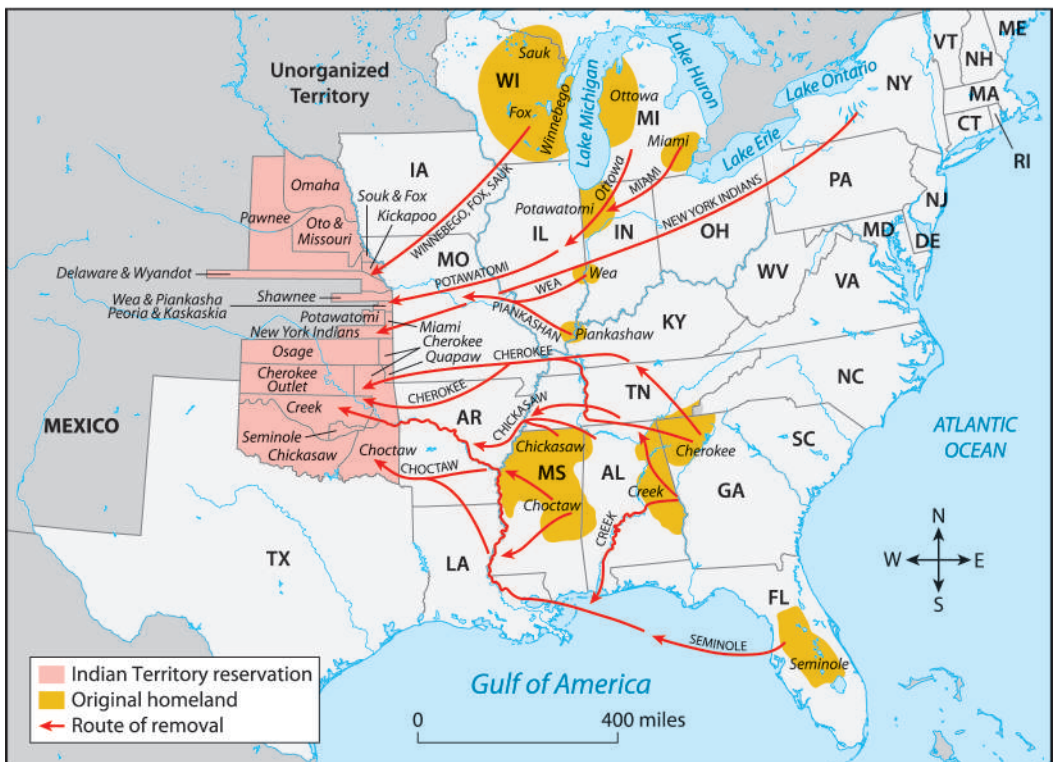 Unorganized
Territory
Sauk
WI
Fox
Winnebego
Lake Michigan
Ottowa
MI
Lake Huron
Miami
Lake Erie
Lake Ontario
NY
VT
NH
ME
MA
CT
RI
PA
NJ
MD
DE
IA
Omaha
Pawnee
Oto &
Missouri
Souk & Fox
Kickapoo
WINNEBEGO, FOX, SAUK
Ottowa
MIAMI
NEW YORK INDIANS
Potawatomi
IL
IN
OH
WV
VA
MO
Delaware & Wyandot
POTAWATOMI
Wea
WEA
Shawnee
Wea & Piankasha
Peoria & Kaskaskia
Potawatomi
New York Indians
Miami
Cherokee
Quapaw
PIANKASHAN
Piankashaw
KY
Osage
Cherokee
Outlet
CHEROKEE
CHEROKEE
TN
NC
Creek
AR
CHICKASAW
MEXICO
Seminole
Chickasaw
Choctaw
CHOCTAW
Chickasaw
MS
AL
Cherokee
SC
Creek
GA
Choctaw
ATLANTIC
OCEAN
TX
LA
CREEK
N
W
E
S
FL
SEMINOLE
Seminole
Gulf of America
0
400 miles
Indian Territory reservation
Original homeland
Route of removal